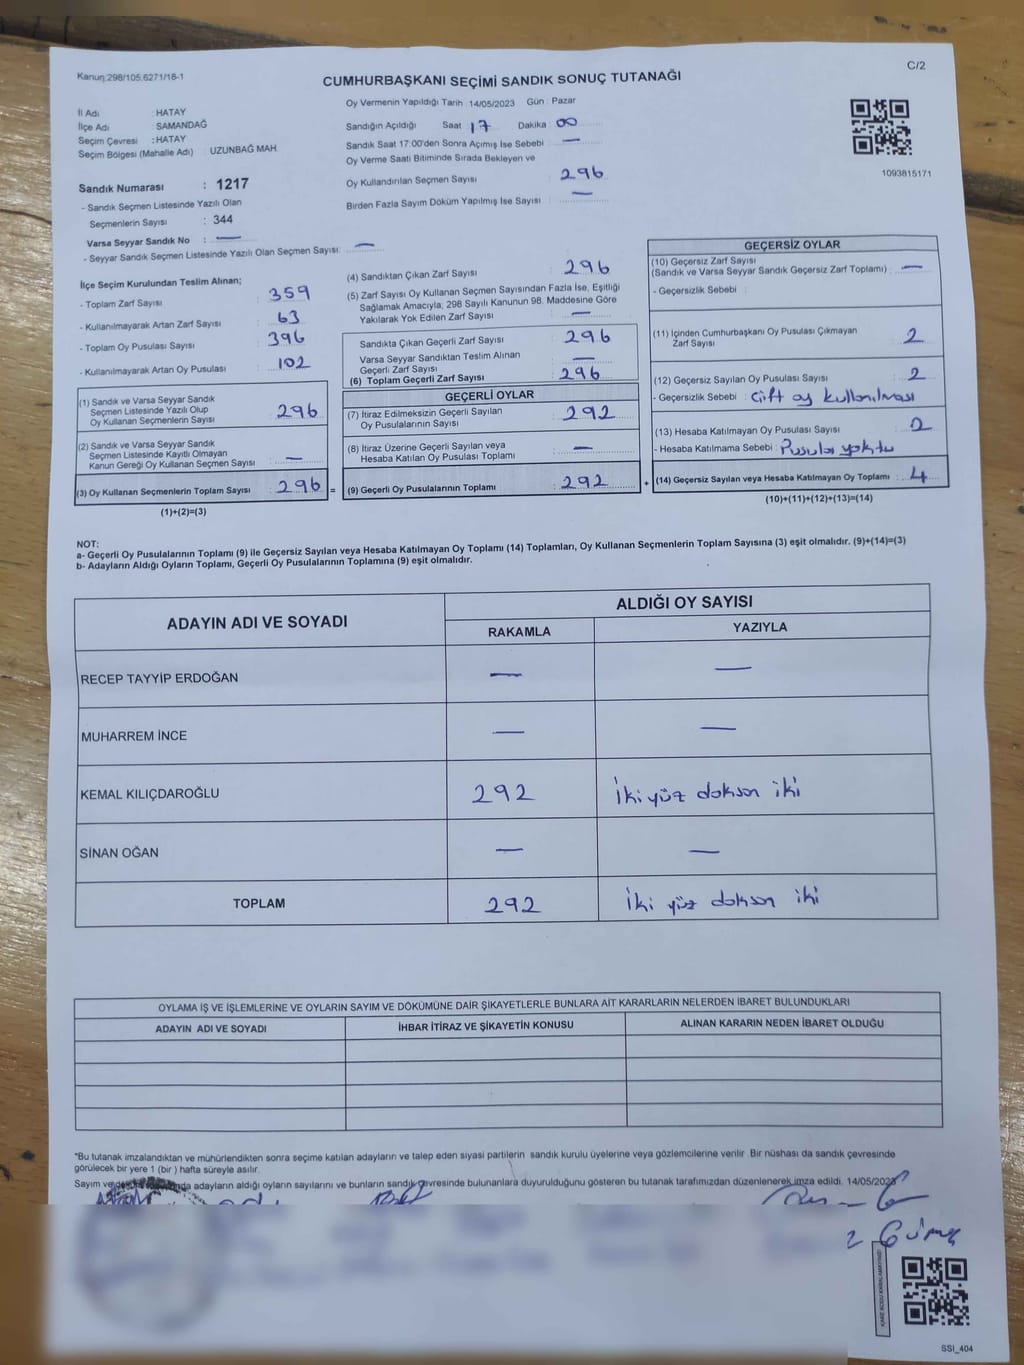 Kanun:298/105.6271/18-1
CUMHURBAŞKANI SEÇİMİ SANDIK SONUÇ TUTANAĞI
C/2
İl Adı : HATAY
İlçe Adı : SAMANDAĞ
Seçim Çevresi : HATAY
Seçim Bölgesi (Mahalle Adı) : UZUNBAĞ MAH.
Oy Vermenin Yapıldığı Tarih 14/05/2023 Gün : Pazar
Sandığın Açıldığı Saat 17 Dakika : 00
Sandık Saat 17:00'den Sonra Açımış İse Sebebi : —
Oy Verme Saati Bitiminde Sırada Bekleyen ve
Oy Kullandırılan Seçmen Sayısı : 296
Birden Fazla Sayım Döküm Yapılmış İse Sayısı : —
1093815171
Sandık Numarası : 1217
- Sandık Seçmen Listesinde Yazılı Olan
Seçmenlerin Sayısı : 344
Varsa Seyyar Sandık No : —
- Seyyar Sandık Seçmen Listesinde Yazılı Olan Seçmen Sayısı: —
İlçe Seçim Kurulundan Teslim Alınan;
- Toplam Zarf Sayısı : 359
- Kullanılmayarak Artan Zarf Sayısı : 63
- Toplam Oy Pusulası Sayısı : 396
- Kullanılmayarak Artan Oy Pusulası : 102
(1) Sandık ve Varsa Seyyar Sandık
Seçmen Listesinde Yazılı Olup
Oy Kullanan Seçmenlerin Sayısı : 296
(2) Sandık ve Varsa Seyyar Sandık
Seçmen Listesinde Kayıtlı Olmayan
Kanun Gereği Oy Kullanan Seçmen Sayısı : —
(3) Oy Kullanan Seçmenlerin Toplam Sayısı : 296 =
(1)+(2)=(3)
(4) Sandıktan Çıkan Zarf Sayısı : 296
(5) Zarf Sayısı Oy Kullanan Seçmen Sayısından Fazla İse, Eşitliği
Sağlamak Amacıyla; 298 Sayılı Kanunun 98. Maddesine Göre
Yakılarak Yok Edilen Zarf Sayısı : —
Sandıkta Çıkan Geçerli Zarf Sayısı : 296
Varsa Seyyar Sandıktan Teslim Alınan
Geçerli Zarf Sayısı : —
(6) Toplam Geçerli Zarf Sayısı : 296
GEÇERLİ OYLAR
(7) İtiraz Edilmeksizin Geçerli Sayılan
Oy Pusulalarının Sayısı : 292
(8) İtiraz Üzerine Geçerli Sayılan veya
Hesaba Katılan Oy Pusulası Toplamı : —
(9) Geçerli Oy Pusulalarının Toplamı : 292 +
GEÇERSİZ OYLAR
(10) Geçersiz Zarf Sayısı
(Sandık ve Varsa Seyyar Sandık Geçersiz Zarf Toplamı) : —
- Geçersizlik Sebebi :
(11) İçinden Cumhurbaşkanı Oy Pusulası Çıkmayan
Zarf Sayısı : 2
(12) Geçersiz Sayılan Oy Pusulası Sayısı : 2
- Geçersizlik Sebebi : Çift oy kullanılması
(13) Hesaba Katılmayan Oy Pusulası Sayısı : 2
- Hesaba Katılmama Sebebi : Pusula yoktu
(14) Geçersiz Sayılan veya Hesaba Katılmayan Oy Toplamı : 4
(10)+(11)+(12)+(13)=(14)
NOT:
a- Geçerli Oy Pusulalarının Toplamı (9) ile Geçersiz Sayılan veya Hesaba Katılmayan Oy Toplamı (14) Toplamları, Oy Kullanan Seçmenlerin Toplam Sayısına (3) eşit olmalıdır. (9)+(14)=(3)
b- Adayların Aldığı Oyların Toplamı, Geçerli Oy Pusulalarının Toplamına (9) eşit olmalıdır.
ADAYIN ADI VE SOYADI
ALDIĞI OY SAYISI
RAKAMLA YAZIYLA
RECEP TAYYİP ERDOĞAN — —
MUHARREM İNCE — —
KEMAL KILIÇDAROĞLU 292 İki yüz doksan iki
SİNAN OĞAN — —
TOPLAM 292 İki yüz doksan iki
OYLAMA İŞ VE İŞLEMLERİNE VE OYLARIN SAYIM VE DÖKÜMÜNE DAİR ŞİKAYETLERLE BUNLARA AİT KARARLARIN NELERDEN İBARET BULUNDUKLARI
ADAYIN ADI VE SOYADI İHBAR İTİRAZ VE ŞİKAYETİN KONUSU ALINAN KARARIN NEDEN İBARET OLDUĞU
*Bu tutanak imzalandıktan ve mühürlendikten sonra seçime katılan adayların ve talep eden siyasi partilerin sandık kurulu üyelerine veya gözlemcilerine verilir. Bir nüshası da sandık çevresinde
görülecek bir yere 1 (bir ) hafta süreyle asılır.
Sayım ve adayların aldığı oyların sayılarını ve bunların sandık çevresinde bulunanlara duyurulduğunu gösteren bu tutanak tarafımızdan düzenlenerek imza edildi. 14/05/2023
SSI_404